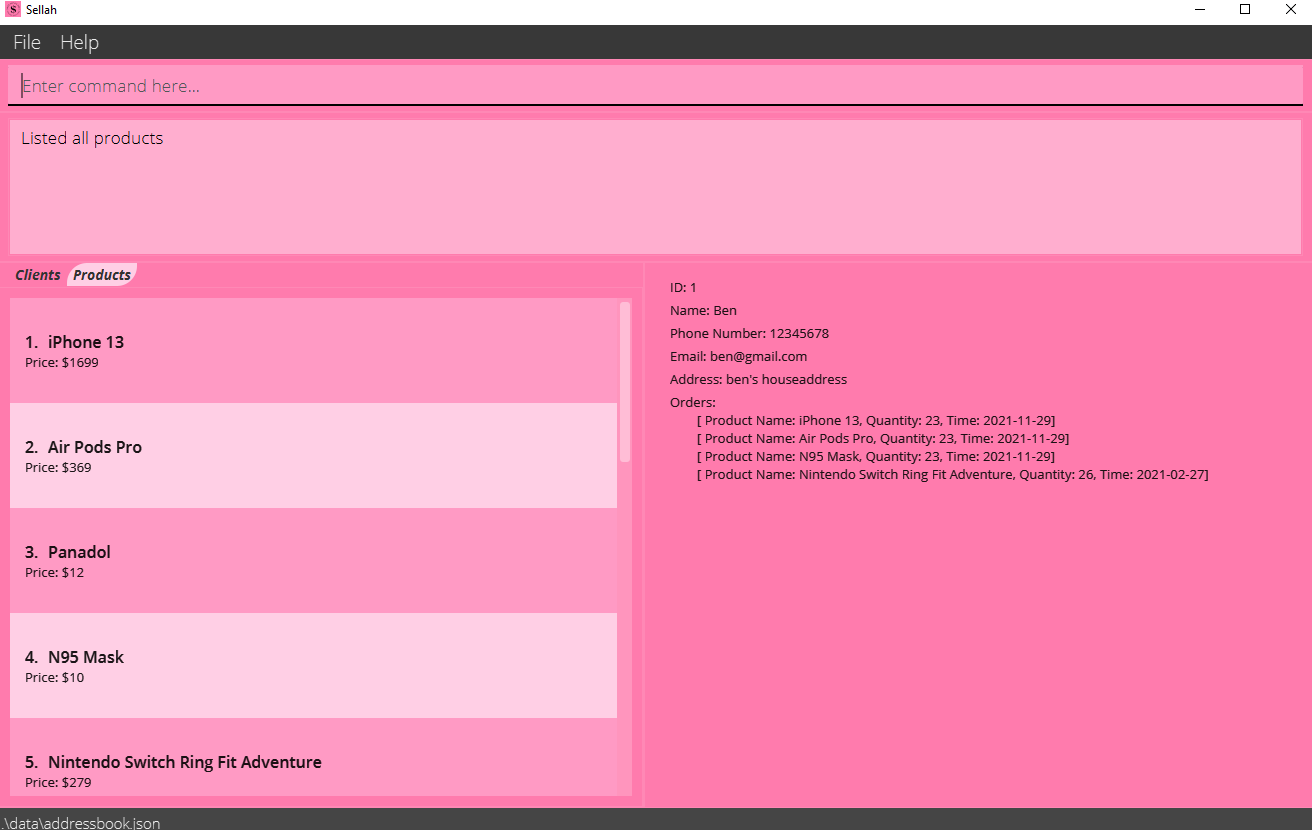 S Sellah
File Help
Enter command here...
Listed all products
Clients Products
1. iPhone 13
Price: $1699
2. Air Pods Pro
Price: $369
3. Panadol
Price: $12
4. N95 Mask
Price: $10
5. Nintendo Switch Ring Fit Adventure
Price: $279
ID: 1
Name: Ben
Phone Number: 12345678
Email: ben@gmail.com
Address: ben's houseaddress
Orders:
[ Product Name: iPhone 13, Quantity: 23, Time: 2021-11-29]
[ Product Name: Air Pods Pro, Quantity: 23, Time: 2021-11-29]
[ Product Name: N95 Mask, Quantity: 23, Time: 2021-11-29]
[ Product Name: Nintendo Switch Ring Fit Adventure, Quantity: 26, Time: 2021-02-27]
.\data\addressbook.json